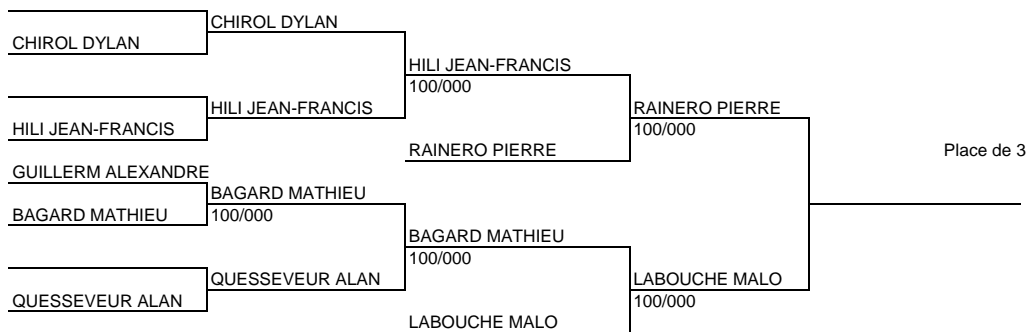 CHIROL DYLAN
CHIROL DYLAN
HILI JEAN-FRANCIS
100/000
HILI JEAN-FRANCIS
RAINERO PIERRE
HILI JEAN-FRANCIS
100/000
RAINERO PIERRE
Place de 3
GUILLERM ALEXANDRE
BAGARD MATHIEU
BAGARD MATHIEU
100/000
BAGARD MATHIEU
100/000
QUESSEVEUR ALAN
LABOUCHE MALO
QUESSEVEUR ALAN
100/000
LABOUCHE MALO